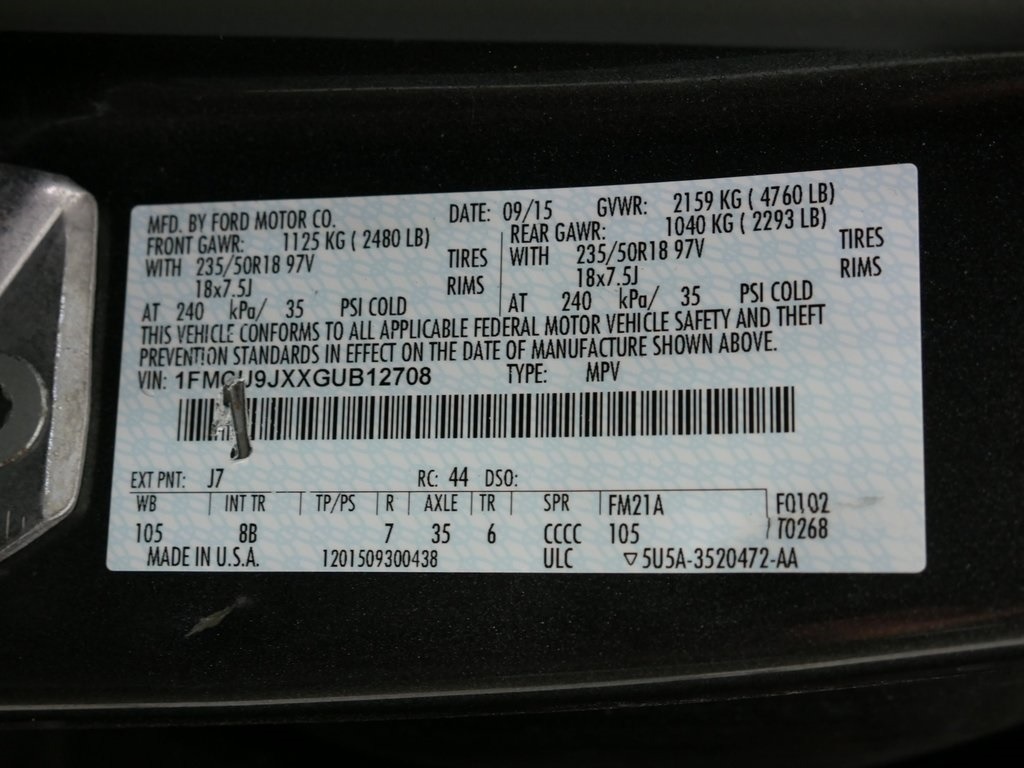 MFD. BY FORD MOTOR CO. DATE: 09/15 GVWR: 2159 KG ( 4760 LB)
FRONT GAWR: 1125 KG ( 2480 LB) REAR GAWR: 1040 KG ( 2293 LB)
WITH 235/50R18 97V TIRES WITH 235/50R18 97V TIRES
18x7.5J RIMS 18x7.5J RIMS
AT 240 kPa/ 35 PSI COLD AT 240 kPa/ 35 PSI COLD
THIS VEHICLE CONFORMS TO ALL APPLICABLE FEDERAL MOTOR VEHICLE SAFETY AND THEFT
PREVENTION STANDARDS IN EFFECT ON THE DATE OF MANUFACTURE SHOWN ABOVE.
VIN: 1FMCU9JXXGUB12708 TYPE: MPV
EXT PNT: J7 RC: 44 DSO:
WB INT TR TP/PS R AXLE TR SPR FM21A F0102
105 8B 7 35 6 CCCC 105 T0268
MADE IN U.S.A. 1201509300438 ULC ▽5U5A-3520472-AA